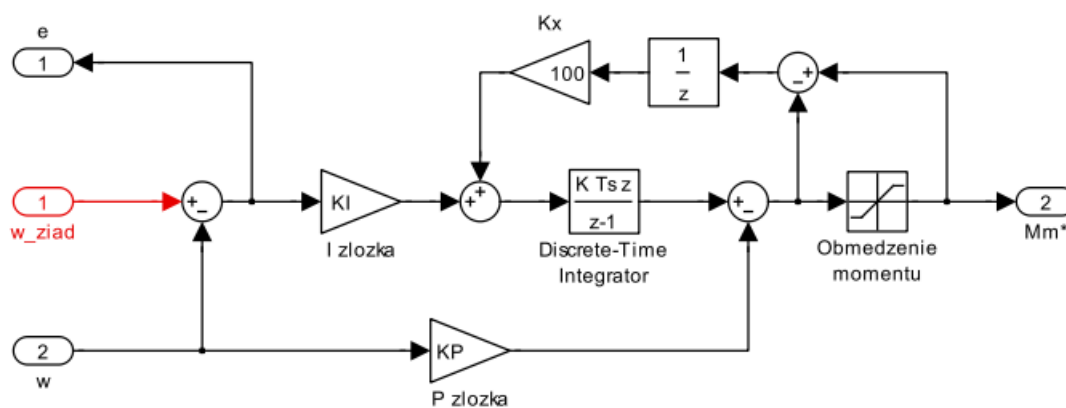 e
1
Kx
100
1
z
-
+
1
w_ziad
+
-
KI
I zlozka
+
+
K Ts z
z-1
Discrete-Time
Integrator
+
-
Obmedzenie
momentu
2
Mm*
2
w
KP
P zlozka